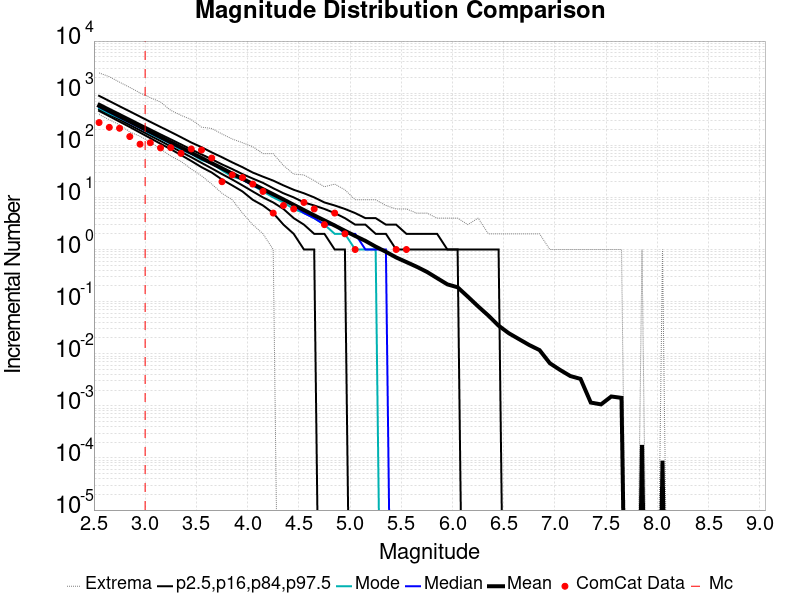 Magnitude Distribution Comparison
10^4
10^3
10^2
10^1
10^0
10^-1
10^-2
10^-3
10^-4
10^-5
Incremental Number
2.5 3.0 3.5 4.0 4.5 5.0 5.5 6.0 6.5 7.0 7.5 8.0 8.5 9.0
Magnitude
Extrema p2.5,p16,p84,p97.5 Mode Median Mean ComCat Data Mc